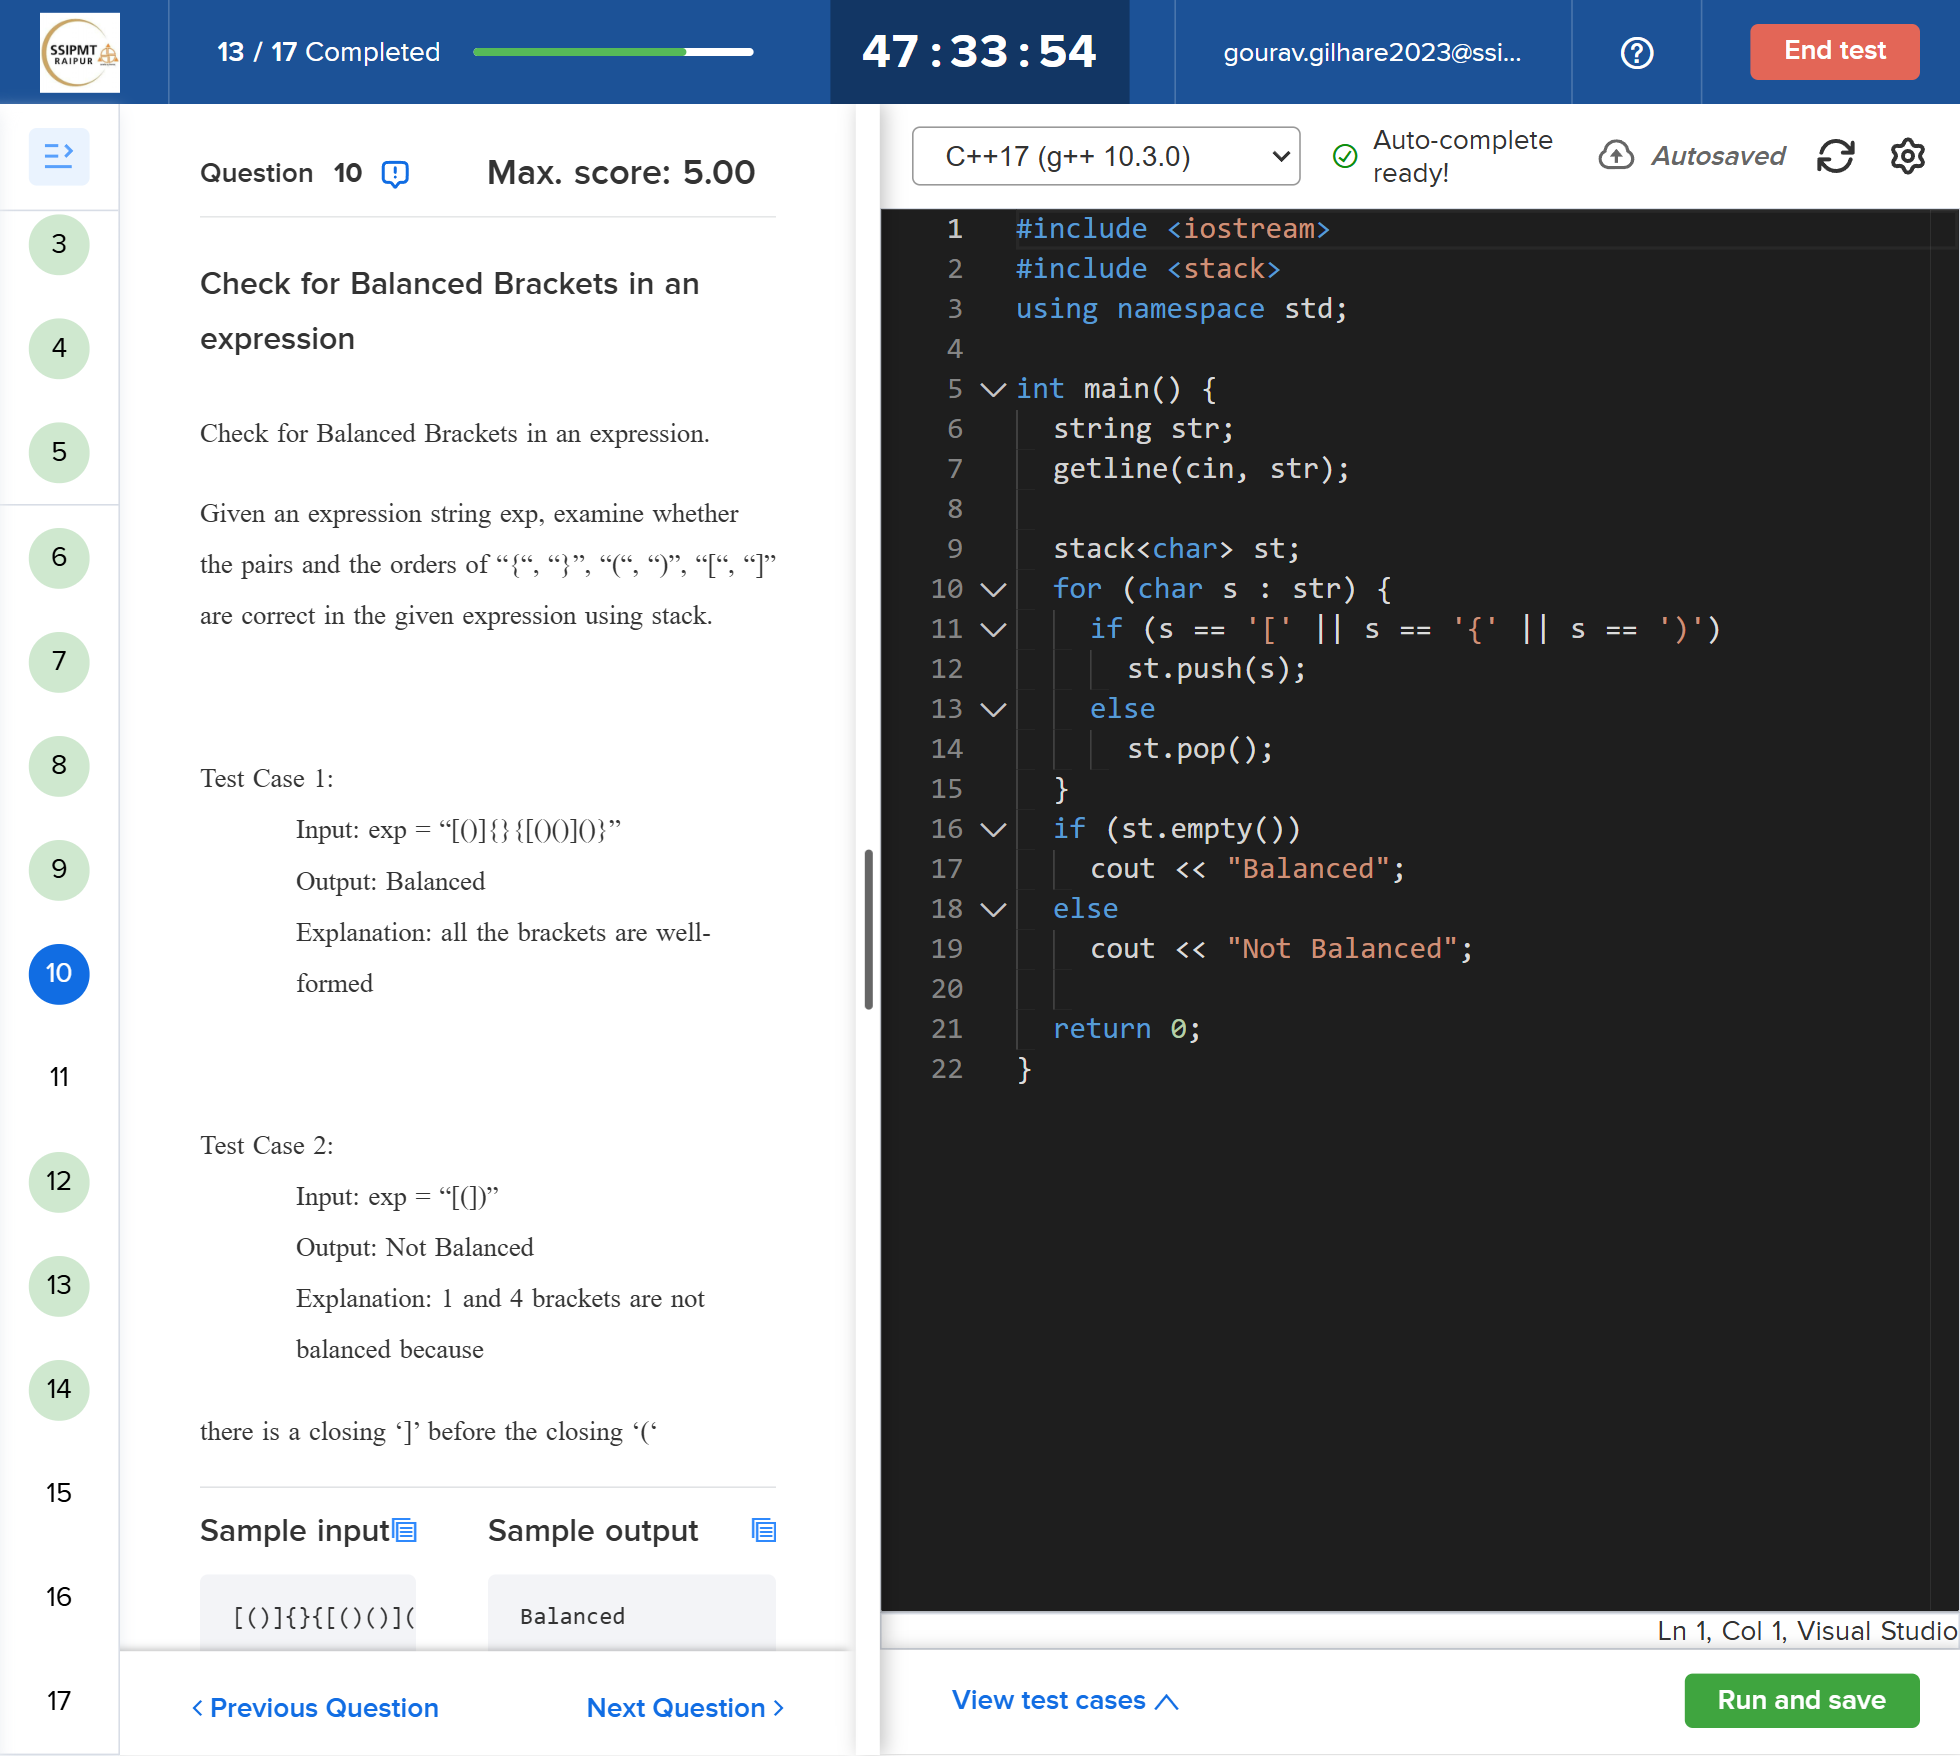 SSIPMT
RAIPUR
13 / 17 Completed
47:33:54
gourav.gilhare2023@ssi...
?
End test
3
4
5
6
7
8
9
10
11
12
13
14
15
16
17
Question 10
Max. score: 5.00
Check for Balanced Brackets in an
expression
Check for Balanced Brackets in an expression.
Given an expression string exp, examine whether
the pairs and the orders of “{“, “}”, “(“, “)”, “[“, “]”
are correct in the given expression using stack.
Test Case 1:
Input: exp = “[()]{}{[()()]()}”
Output: Balanced
Explanation: all the brackets are well-
formed
Test Case 2:
Input: exp = “[(])”
Output: Not Balanced
Explanation: 1 and 4 brackets are not
balanced because
there is a closing ‘]’ before the closing ‘(‘
Sample input
Sample output
[()]{}{[()()](
Balanced
Previous Question
Next Question
C++17 (g++ 10.3.0)
Auto-complete
ready!
Autosaved
1 #include <iostream>
2 #include <stack>
3 using namespace std;
4
5 int main() {
6 string str;
7 getline(cin, str);
8
9 stack<char> st;
10 for (char s : str) {
11 if (s == '[' || s == '{' || s == ')')
12 st.push(s);
13 else
14 st.pop();
15 }
16 if (st.empty())
17 cout << "Balanced";
18 else
19 cout << "Not Balanced";
20
21 return 0;
22 }
Ln 1, Col 1, Visual Studio
View test cases
Run and save